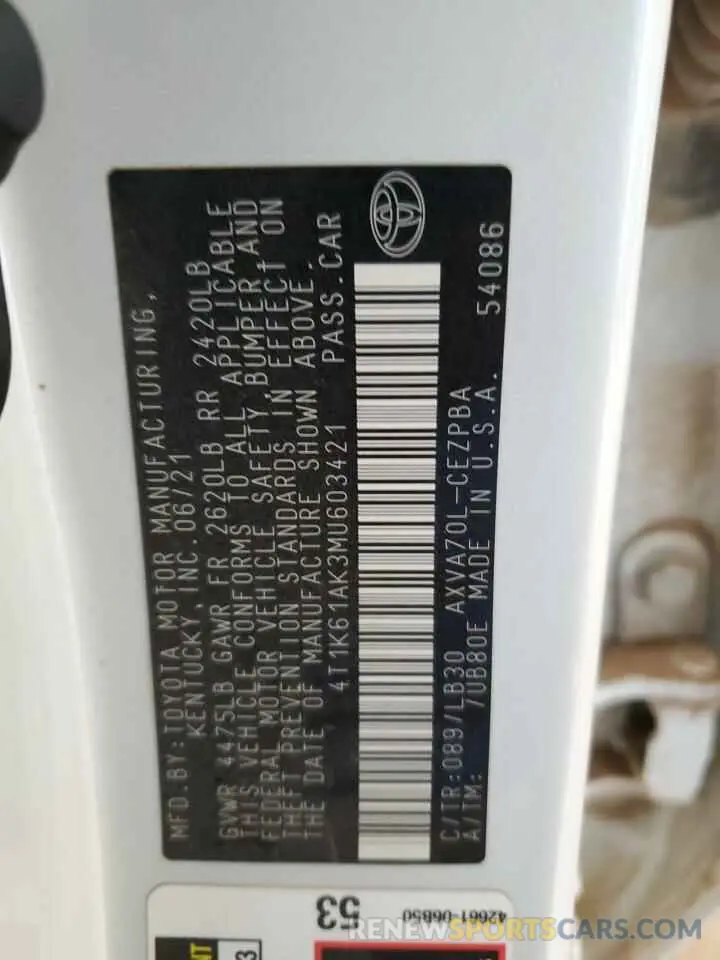 MFD.BY:TOYOTA MOTOR MANUFACTURING,
KENTUCKY, INC. 06/21
GVWR 4475LB GAWR FR 2620LB RR 2420LB
THIS VEHICLE CONFORMS TO ALL APPLICABLE
FEDERAL MOTOR VEHICLE SAFETY, BUMPER AND
THEFT PREVENTION STANDARDS IN EFFECT ON
THE DATE OF MANUFACTURE SHOWN ABOVE.
4T1K61AK3MU603421 PASS.CAR
C/TR:089/LB30 AXVA70L-CEZPBA
A/TM: 7UB80E MADE IN U.S.A. 54086
53
42661-06B50
RENEWSPORTSCARS.COM